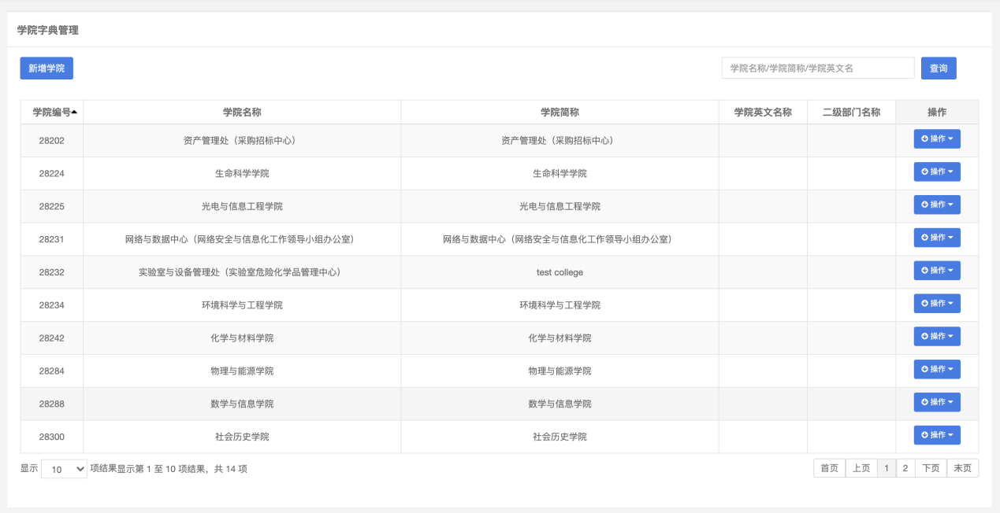 学院字典管理
新增学院 学院名称/学院简称/学院英文名 查询
学院编号 学院名称 学院简称 学院英文名称 二级部门名称 操作
28202 资产管理处（采购招标中心） 资产管理处（采购招标中心） 操作
28224 生命科学学院 生命科学学院 操作
28225 光电与信息工程学院 光电与信息工程学院 操作
28231 网络与数据中心（网络安全与信息化工作领导小组办公室） 网络与数据中心（网络安全与信息化工作领导小组办公室） 操作
28232 实验室与设备管理处（实验室危险化学品管理中心） test college 操作
28234 环境科学与工程学院 环境科学与工程学院 操作
28242 化学与材料学院 化学与材料学院 操作
28284 物理与能源学院 物理与能源学院 操作
28288 数学与信息学院 数学与信息学院 操作
28300 社会历史学院 社会历史学院 操作
显示 10 项结果显示第 1 至 10 项结果，共 14 项 首页 上页 1 2 下页 末页